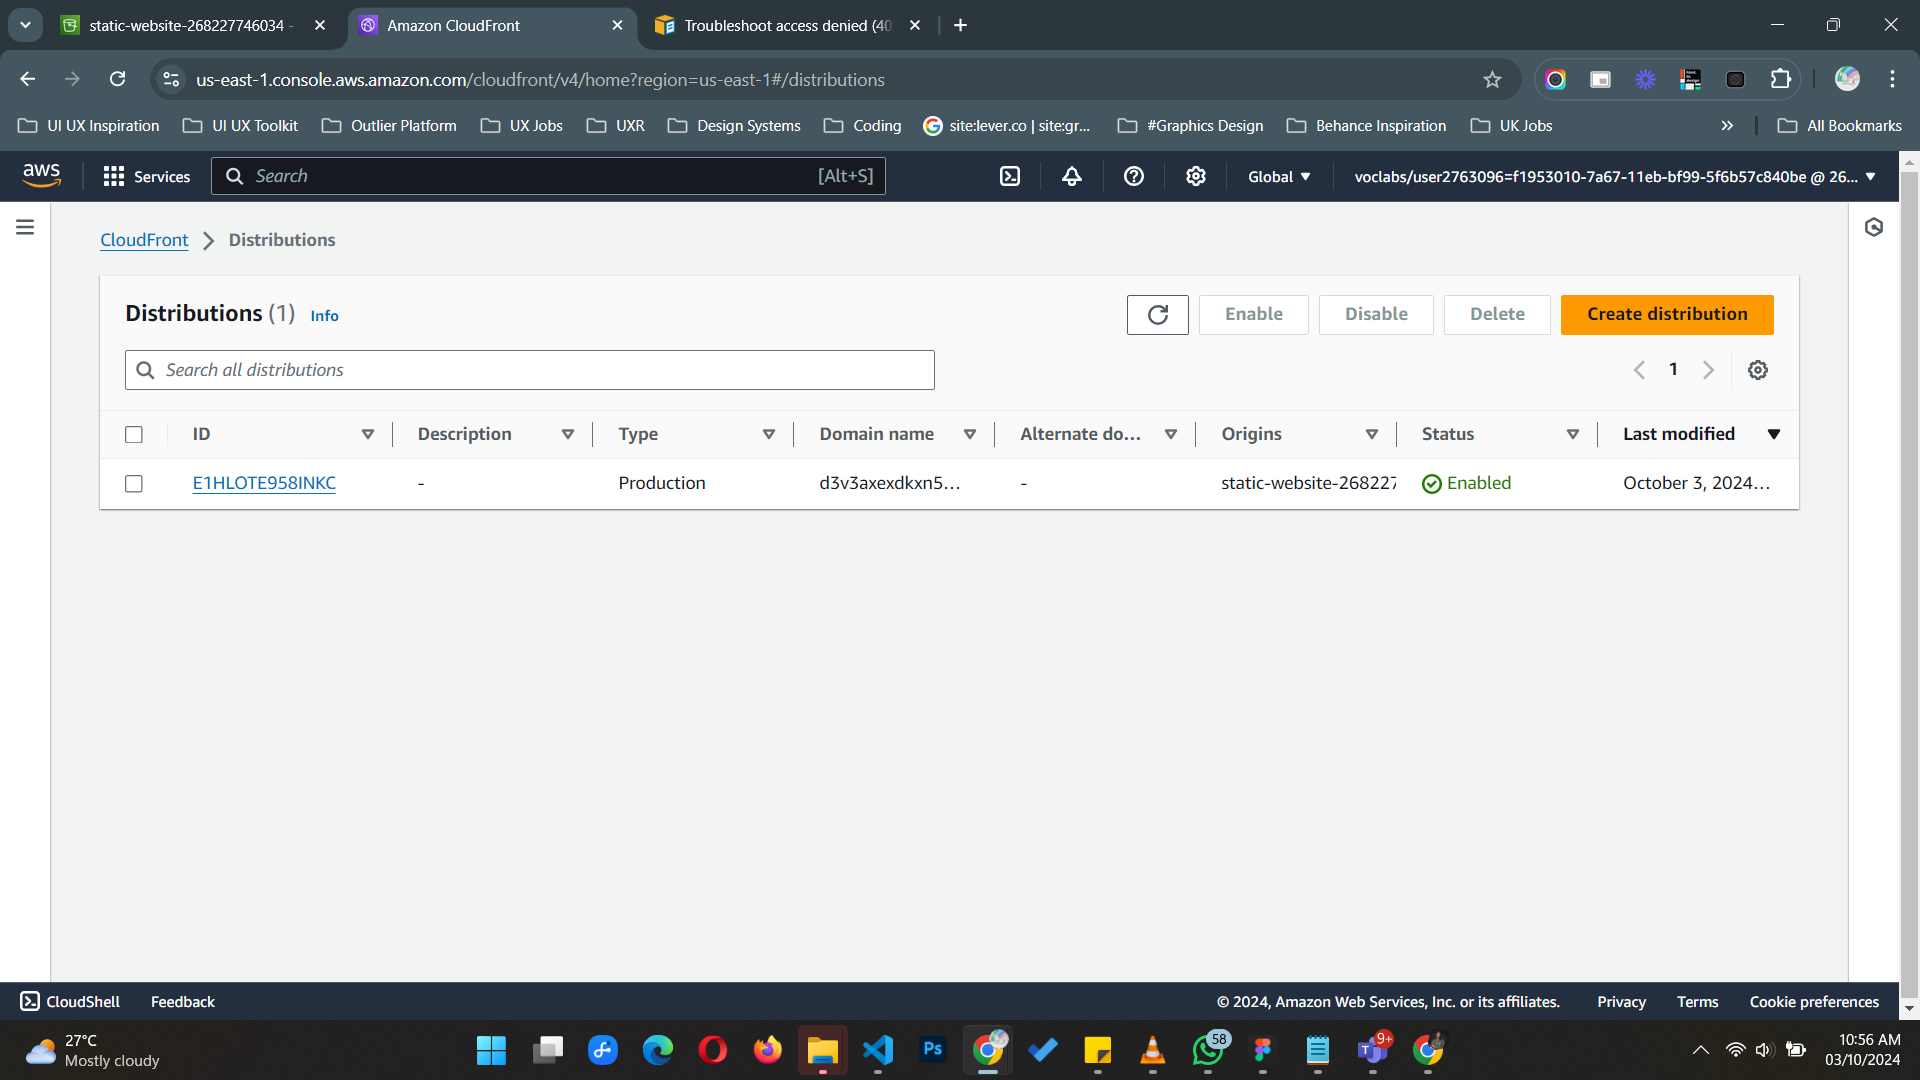 static-website-268227746034 -
Amazon CloudFront
Troubleshoot access denied (40
us-east-1.console.aws.amazon.com/cloudfront/v4/home?region=us-east-1#/distributions
UI UX Inspiration
UI UX Toolkit
Outlier Platform
UX Jobs
UXR
Design Systems
Coding
site:lever.co | site:gr...
#Graphics Design
Behance Inspiration
UK Jobs
All Bookmarks
aws
Services
Search
[Alt+S]
Global
voclabs/user2763096=f1953010-7a67-11eb-bf99-5f6b57c840be @ 26...
CloudFront
Distributions
Distributions (1)
Info
Enable
Disable
Delete
Create distribution
Search all distributions
1
ID
Description
Type
Domain name
Alternate do...
Origins
Status
Last modified
E1HLOTE958INKC
-
Production
d3v3axexdkxn5...
-
static-website-268227
Enabled
October 3, 2024...
CloudShell
Feedback
© 2024, Amazon Web Services, Inc. or its affiliates.
Privacy
Terms
Cookie preferences
27°C
Mostly cloudy
Ps
58
9+
10:56 AM
03/10/2024